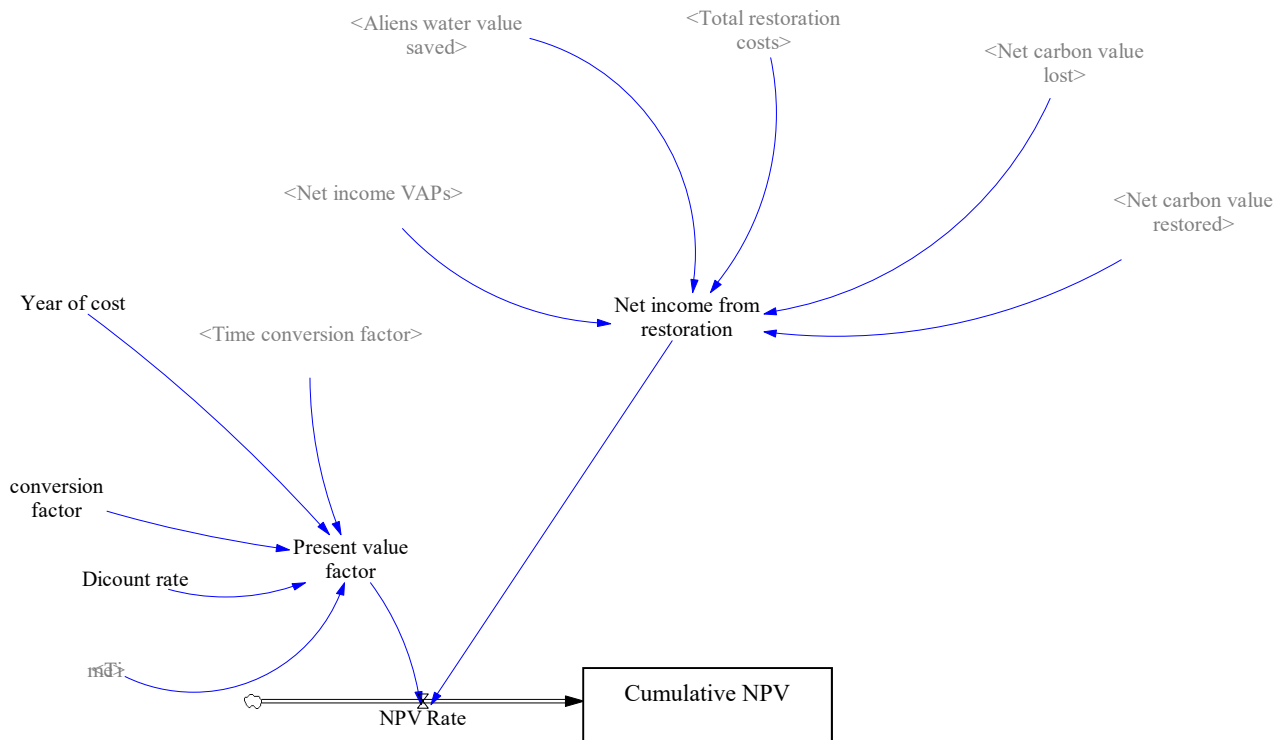 <Aliens water value
saved>
<Total restoration
costs>
<Net carbon value
lost>
<Net income VAPs>
<Net carbon value
restored>
Year of cost
<Time conversion factor>
Net income from
restoration
conversion
factor
Present value
factor
Dicount rate
Cumulative NPV
NPV Rate